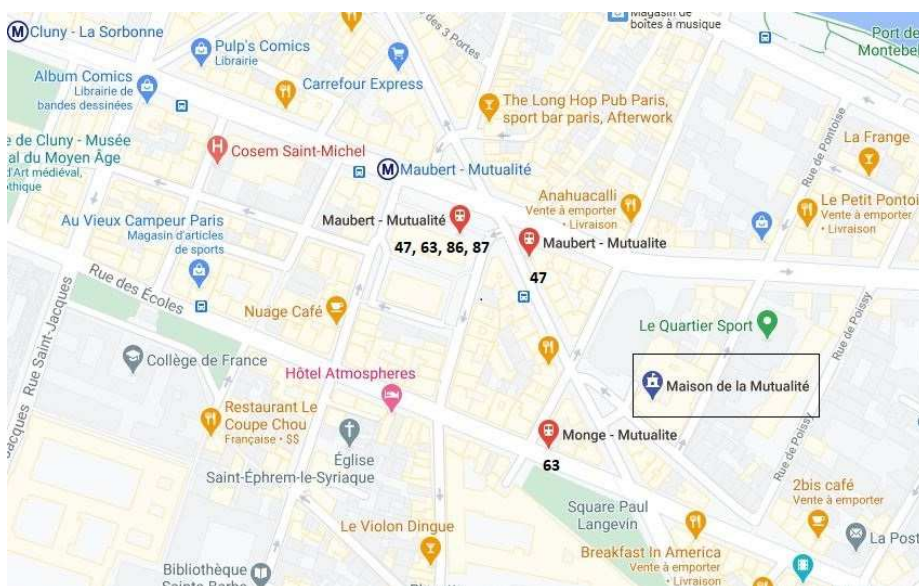 Magasin de
boîtes à musique
Cluny - La Sorbonne
Port de
Montebel
des 3 Portes
Pulp's Comics
Librairie
Carrefour Express
Album Comics
Librairie de
bandes dessinées
The Long Hop Pub Paris,
sport bar paris, Afterwork
Rue de Pontoise
La Frange
e de Cluny - Musée
al du Moyen Âge
d'Art médiéval,
othique
Cosem Saint-Michel
Maubert - Mutualité
Anahuacalli
Vente à emporter
• Livraison
Le Petit Pontoi
Vente à emporter
• Livraison
Au Vieux Campeur Paris
Magasin d'articles
de sports
Maubert - Mutualité
47, 63, 86, 87
Maubert - Mutualite
47
Rue des Écoles
Nuage Café
Rue Saint-Jacques
Jacques
Collège de France
Le Quartier Sport
Rue de Poissy
Hôtel Atmospheres
Maison de la Mutualité
Restaurant Le
Coupe Chou
Française • $$
Église
Saint-Éphrem-le-Syriaque
Monge - Mutualite
63
Rue de Poissy
2bis café
Vente à emporter
Square Paul
Langevin
Le Violon Dingue
La Post
Breakfast In America
Vente à emporter
• Livraison
Bibliothèque
Sainte-Barbe